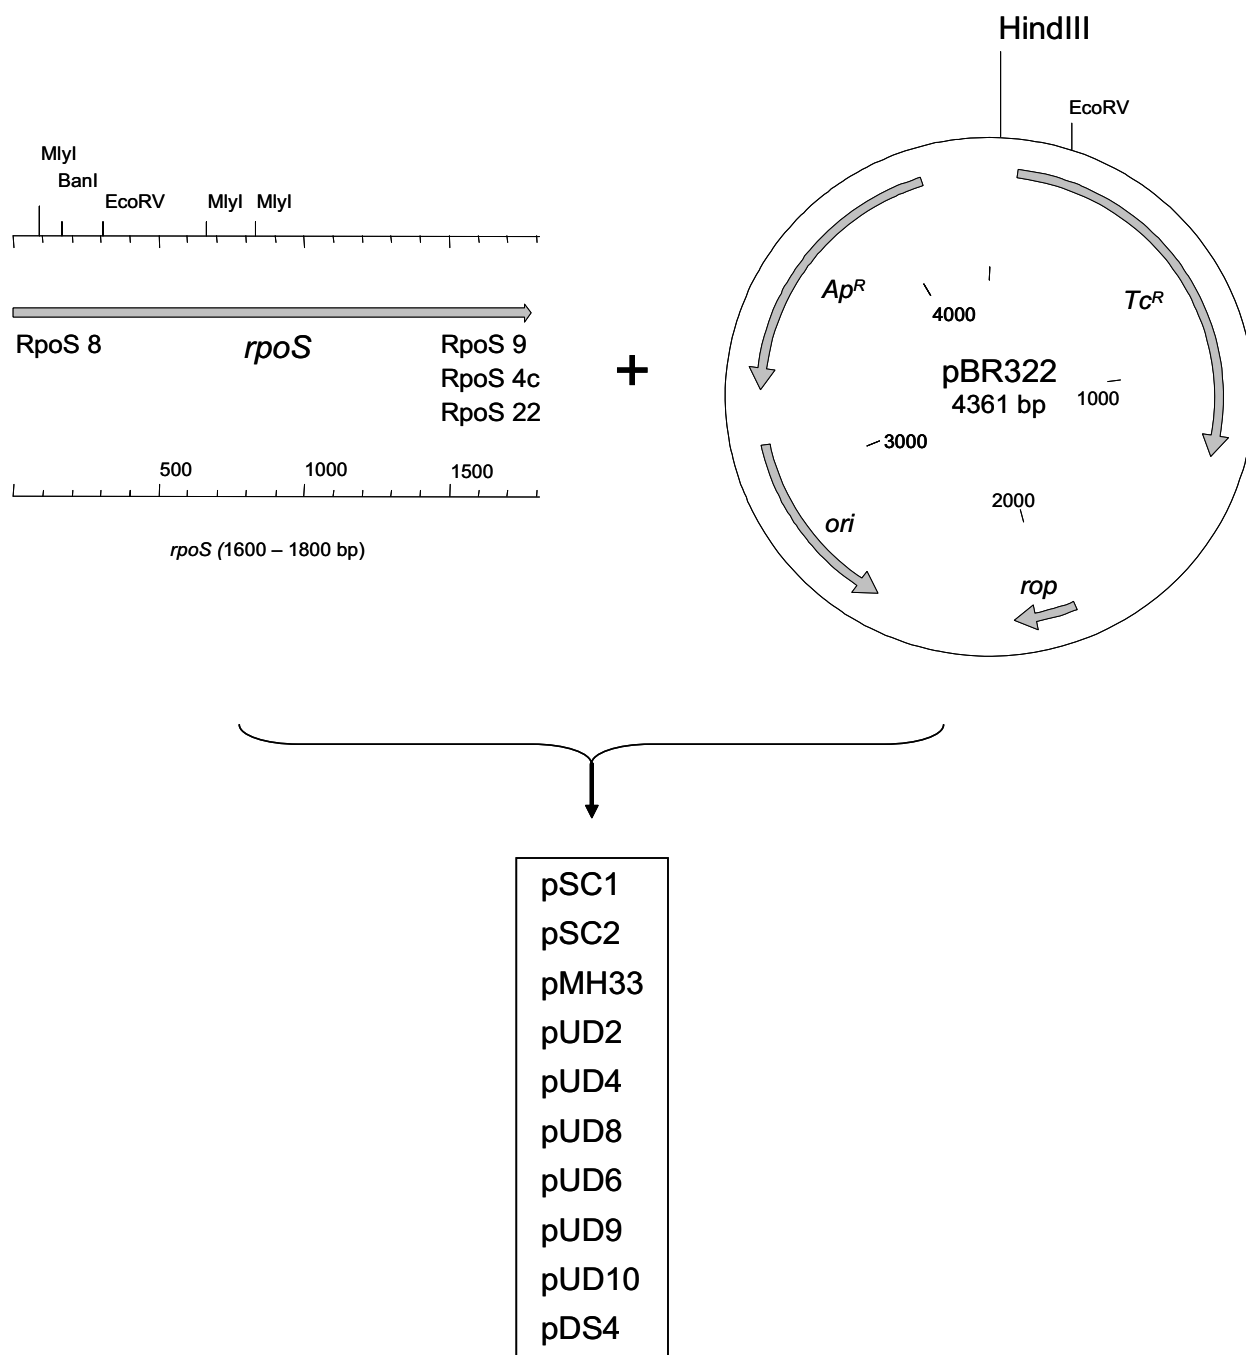 MlyI
BanI
EcoRV
MlyI
MlyI
RpoS 8
rpoS
RpoS 9
RpoS 4c
RpoS 22
500
1000
1500
rpoS (1600 – 1800 bp)
+
HindIII
EcoRV
ApR
TcR
4000
pBR322
4361 bp
1000
3000
2000
ori
rop
pSC1
pSC2
pMH33
pUD2
pUD4
pUD8
pUD6
pUD9
pUD10
pDS4